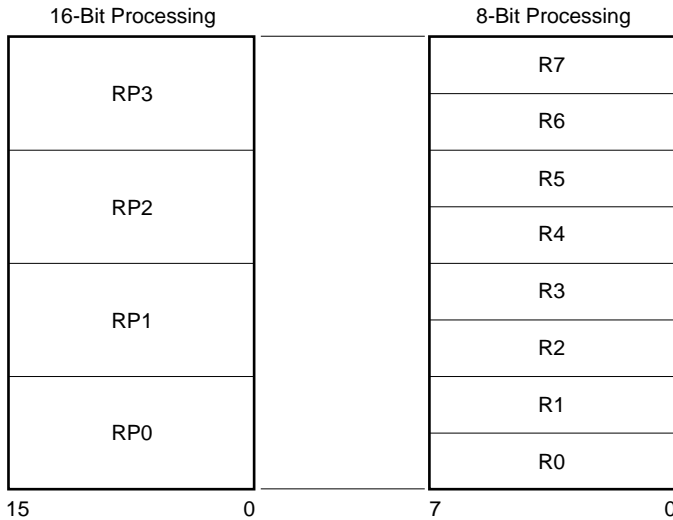 16-Bit Processing
8-Bit Processing
RP3
RP2
RP1
RP0
15 0
R7
R6
R5
R4
R3
R2
R1
R0
7 0